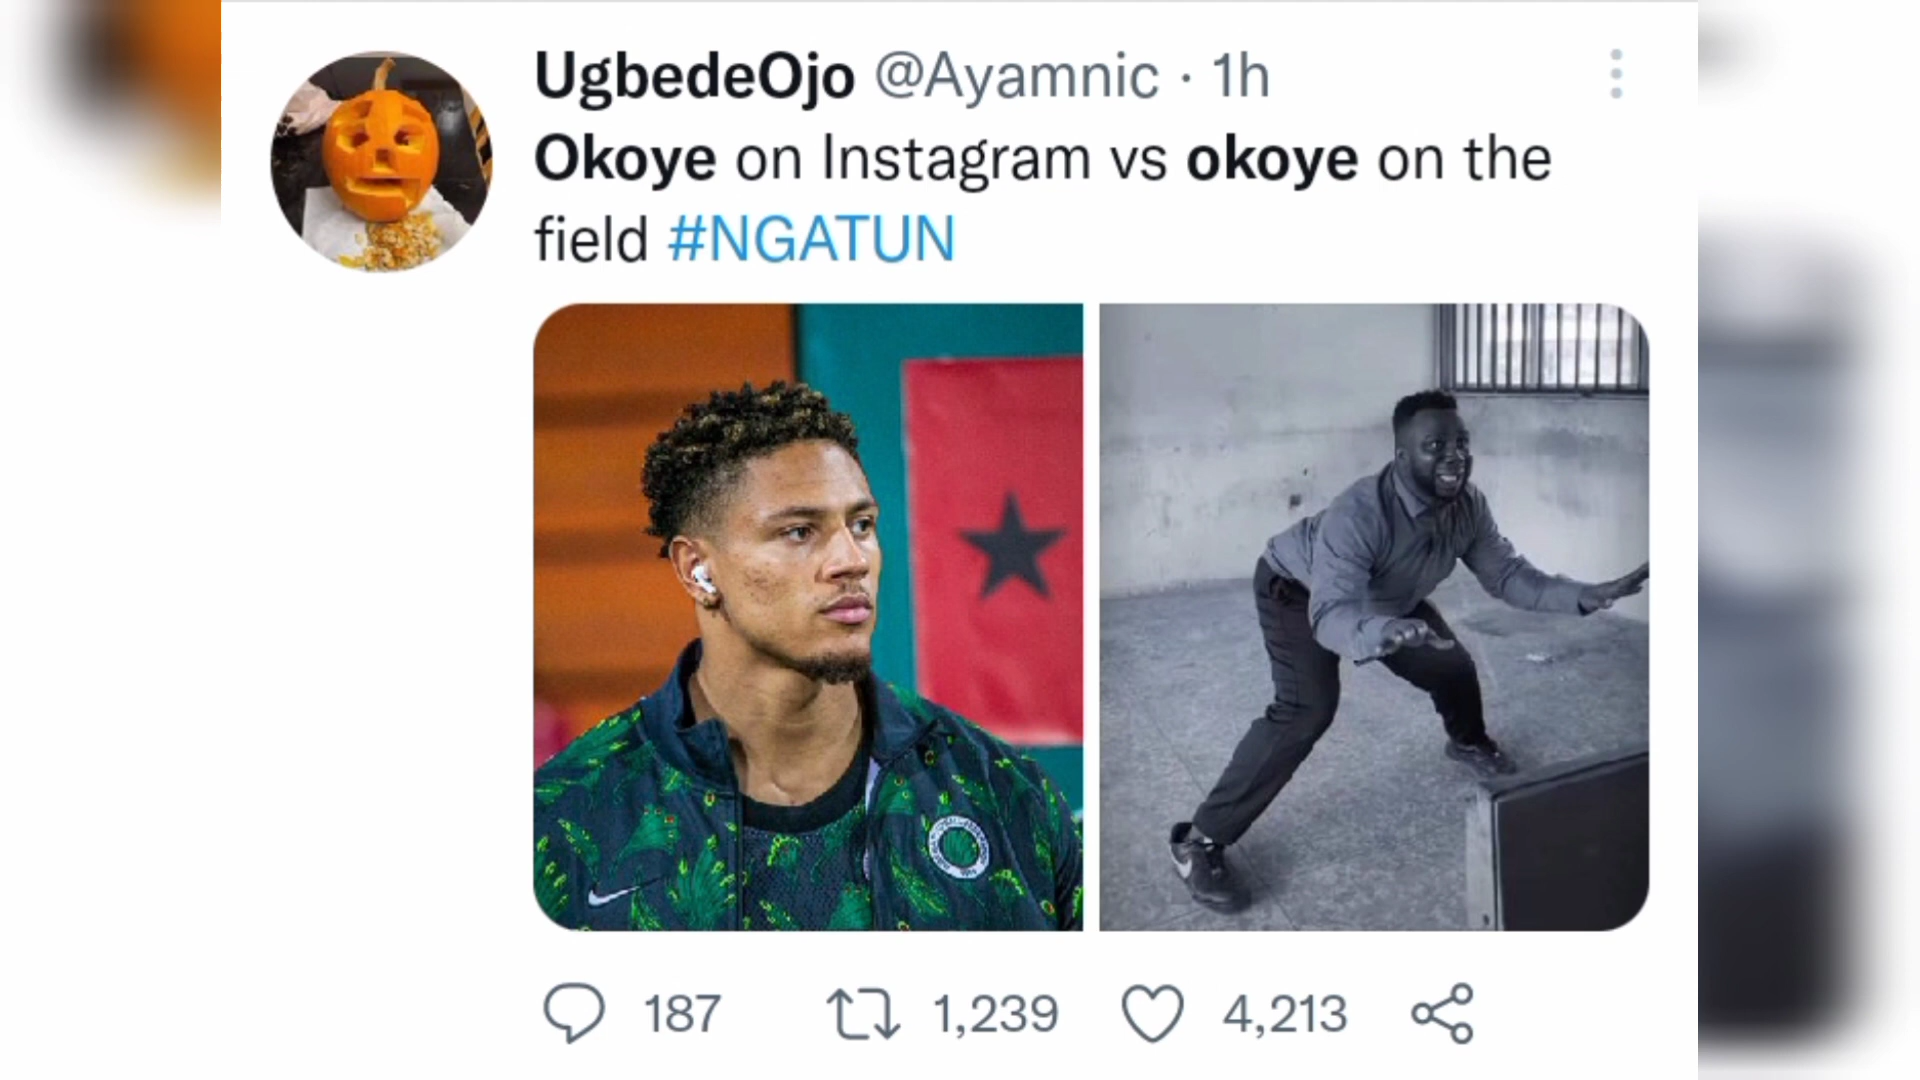 UgbedeOjo @Ayamnic · 1h
Okoye on Instagram vs okoye on the
field #NGATUN
187 1,239 4,213